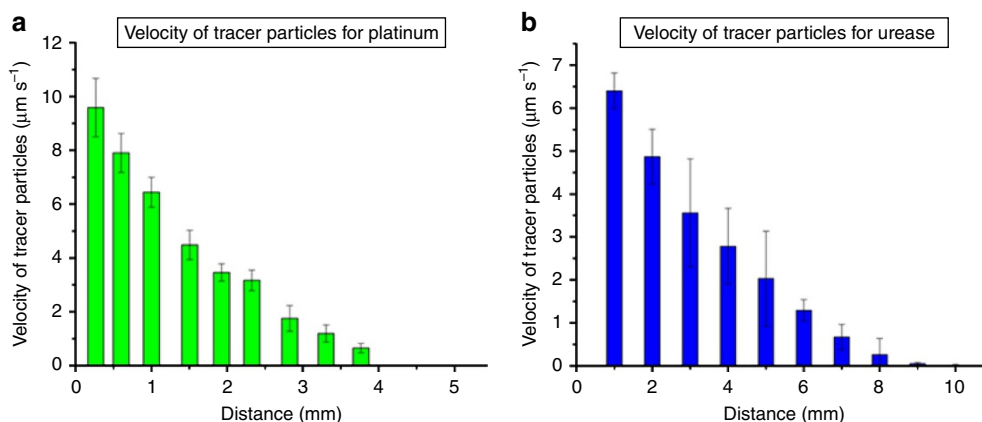 a
Velocity of tracer particles for platinum
12
10
8
6
4
2
0
Velocity of tracer particles (μm s⁻¹)
0 1 2 3 4 5
Distance (mm)
b
Velocity of tracer particles for urease
7
6
5
4
3
2
1
0
Velocity of tracer particles (μm s⁻¹)
0 2 4 6 8 10
Distance (mm)